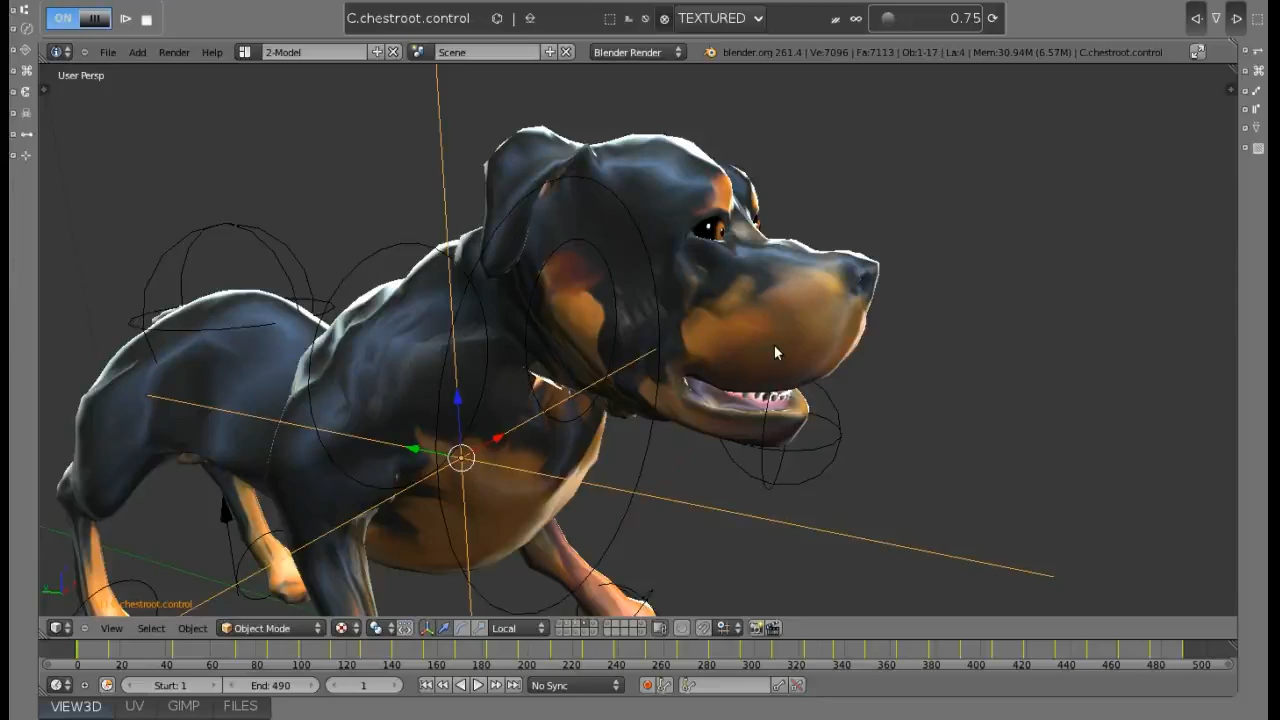 ON C.chestroot.control TEXTURED 0.75
File Add Render Help 2-Model Scene Blender Render blender.org 261.4 | Ve:7096 | Fa:7113 | Ob:1-17 | La:4 | Mem:30.94M (6.57M) | C.chestroot.control
User Persp
(1) C.chestroot.control
View Select Object Object Mode Local
0 20 40 60 80 100 120 140 160 180 200 220 240 260 280 300 320 340 360 380 400 420 440 460 480 500
Start: 1 End: 490 1 No Sync
VIEW3D UV GIMP FILES